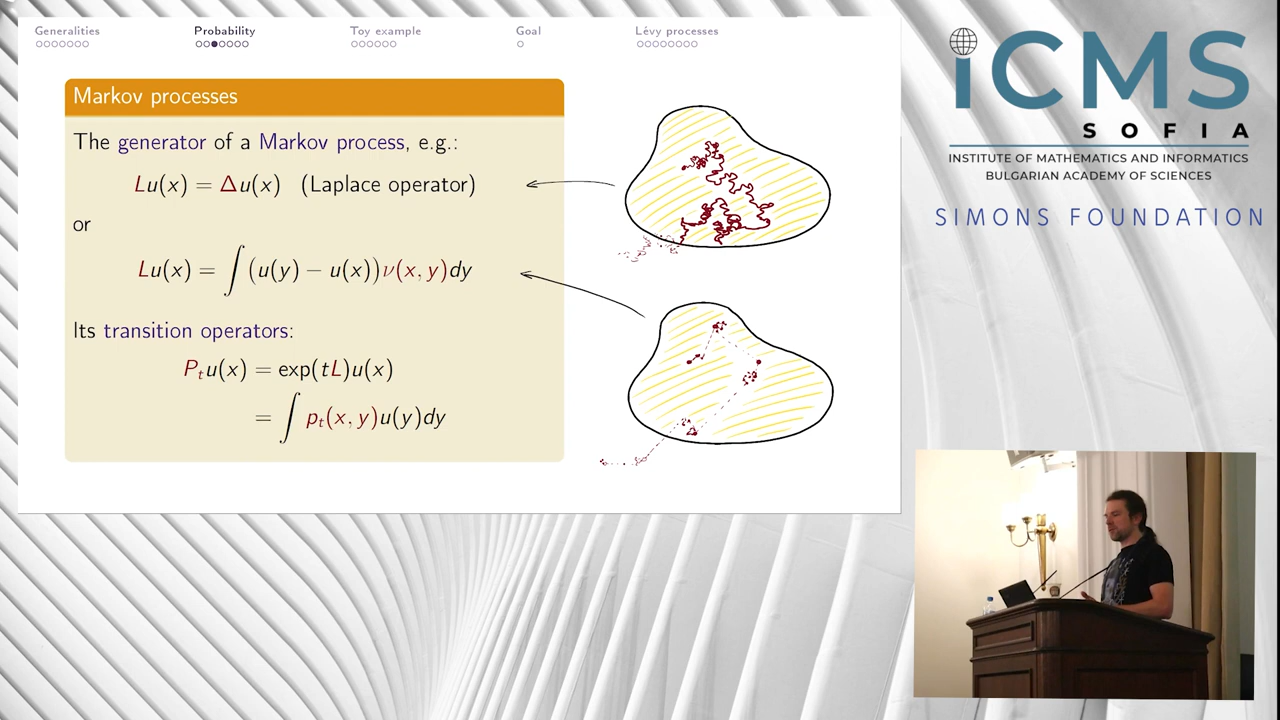 Generalities
Probability
Toy example
Goal
Lévy processes
Markov processes
The generator of a Markov process, e.g.:
Lu(x) = Δu(x) (Laplace operator)
or
Lu(x) = ∫ (u(y) − u(x))ν(x, y)dy
Its transition operators:
Pₜu(x) = exp(tL)u(x)
= ∫ pₜ(x, y)u(y)dy
iCMS
SOFIA
INSTITUTE OF MATHEMATICS AND INFORMATICS
BULGARIAN ACADEMY OF SCIENCES
SIMONS FOUNDATION